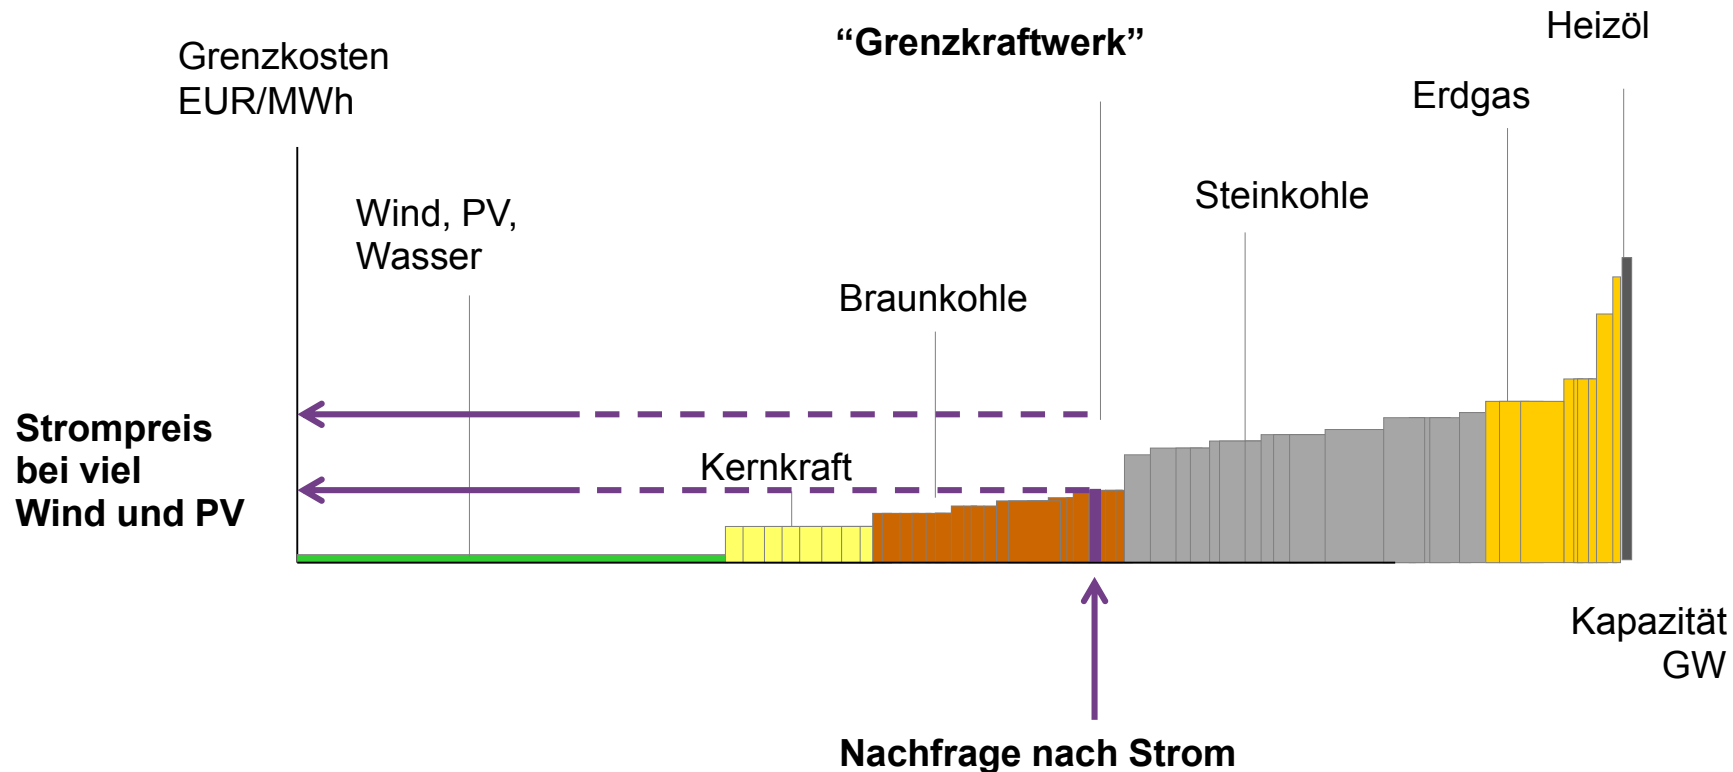 Grenzkosten
EUR/MWh
“Grenzkraftwerk”
Heizöl
Erdgas
Steinkohle
Wind, PV,
Wasser
Braunkohle
Kernkraft
Strompreis
bei viel
Wind und PV
Kapazität
GW
Nachfrage nach Strom